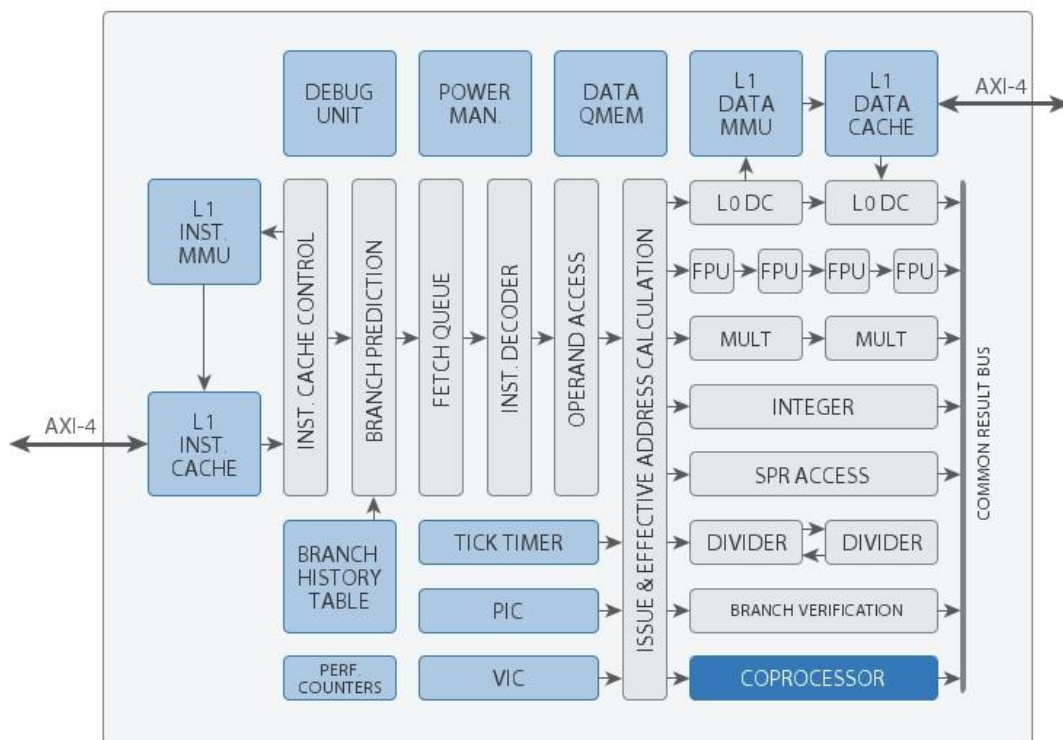 DEBUG
UNIT
POWER
MAN.
DATA
QMEM
L1
DATA
MMU
L1
DATA
CACHE
AXI-4
L1
INST.
MMU
INST. CACHE CONTROL
BRANCH PREDICTION
FETCH QUEUE
INST. DECODER
OPERAND ACCESS
ISSUE & EFFECTIVE ADDRESS CALCULATION
L0 DC
L0 DC
FPU
FPU
FPU
FPU
MULT
MULT
INTEGER
SPR ACCESS
DIVIDER
DIVIDER
BRANCH VERIFICATION
COPROCESSOR
COMMON RESULT BUS
AXI-4
L1
INST.
CACHE
BRANCH
HISTORY
TABLE
TICK TIMER
PIC
PERF.
COUNTERS
VIC